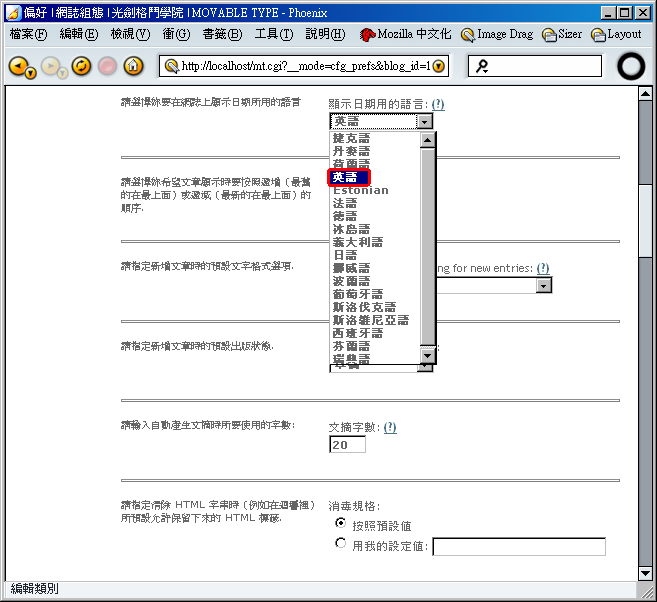 偏好 | 網誌組態 | 光劍格鬥學院 | MOVABLE TYPE - Phoenix
檔案(F) 編輯(E) 檢視(V) 衝(G) 書籤(B) 工具(T) 說明(H) Mozilla 中文化 Image Drag Sizer Layout
http://localhost/mt.cgi?__mode=cfg_prefs&blog_id=1
請選擇妳要在網誌上顯示日期所用的語言
顯示日期用的語言: (?)
英語
捷克語
丹麥語
荷蘭語
英語
Estonian
法語
德語
冰島語
義大利語
日語
挪威語
波蘭語
葡萄牙語
斯洛伐克語
斯洛維尼亞語
西班牙語
芬蘭語
瑞典語
請選擇妳希望文章顯示時要按照遞增 (最舊
的在最上面) 或遞減 (最新的在最上面) 的
順序.
請指定新增文章時的預設文字格式選項.
ng for new entries: (?)
請指定新增文章時的預設出版狀態.
草稿
請輸入自動產生文摘時所要使用的字數:
文摘字數: (?)
20
請指定清除 HTML 字串時 (例如在迴響裡)
所預設允許保留下來的 HTML 標籤.
消毒規格:
按照預設值
用我的設定值:
編輯類別